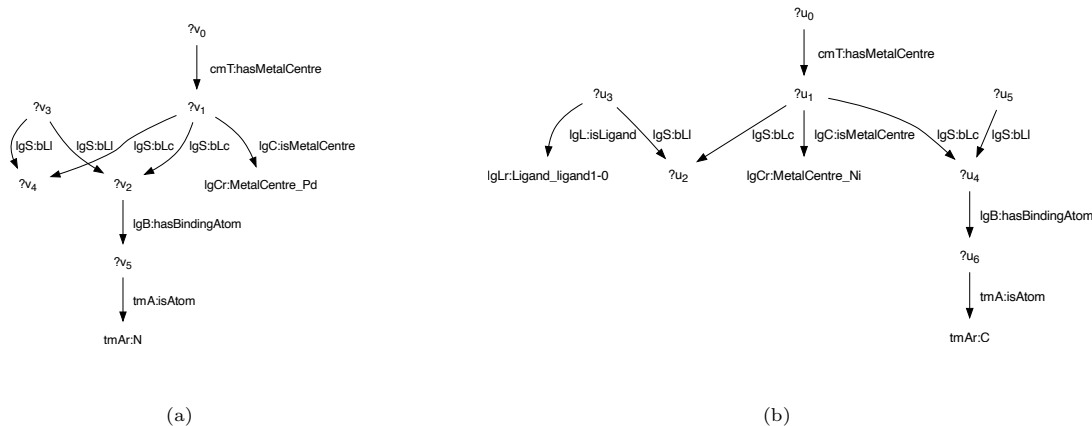 ?v0
cmT:hasMetalCentre
?v3
?v1
lgS:bLl
lgS:bLl
lgS:bLc
lgS:bLc
lgC:isMetalCentre
?v4
?v2
lgCr:MetalCentre_Pd
lgB:hasBindingAtom
?v5
tmA:isAtom
tmAr:N
(a)
?u0
cmT:hasMetalCentre
?u3
?u1
?u5
lgL:isLigand
lgS:bLl
lgS:bLc
lgC:isMetalCentre
lgS:bLc
lgS:bLl
lgLr:Ligand_ligand1-0
?u2
lgCr:MetalCentre_Ni
?u4
lgB:hasBindingAtom
?u6
tmA:isAtom
tmAr:C
(b)